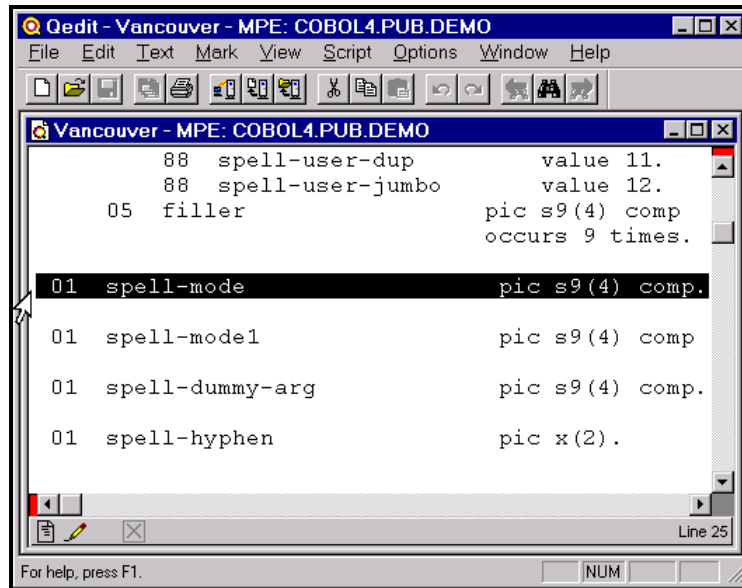 Qedit - Vancouver - MPE: COBOL4.PUB.DEMO
File Edit Text Mark View Script Options Window Help
Vancouver - MPE: COBOL4.PUB.DEMO
88 spell-user-dup value 11.
88 spell-user-jumbo value 12.
05 filler pic s9(4) comp
occurs 9 times.
01 spell-mode pic s9(4) comp.
01 spell-mode1 pic s9(4) comp
01 spell-dummy-arg pic s9(4) comp.
01 spell-hyphen pic x(2).
Line 25
For help, press F1. NUM